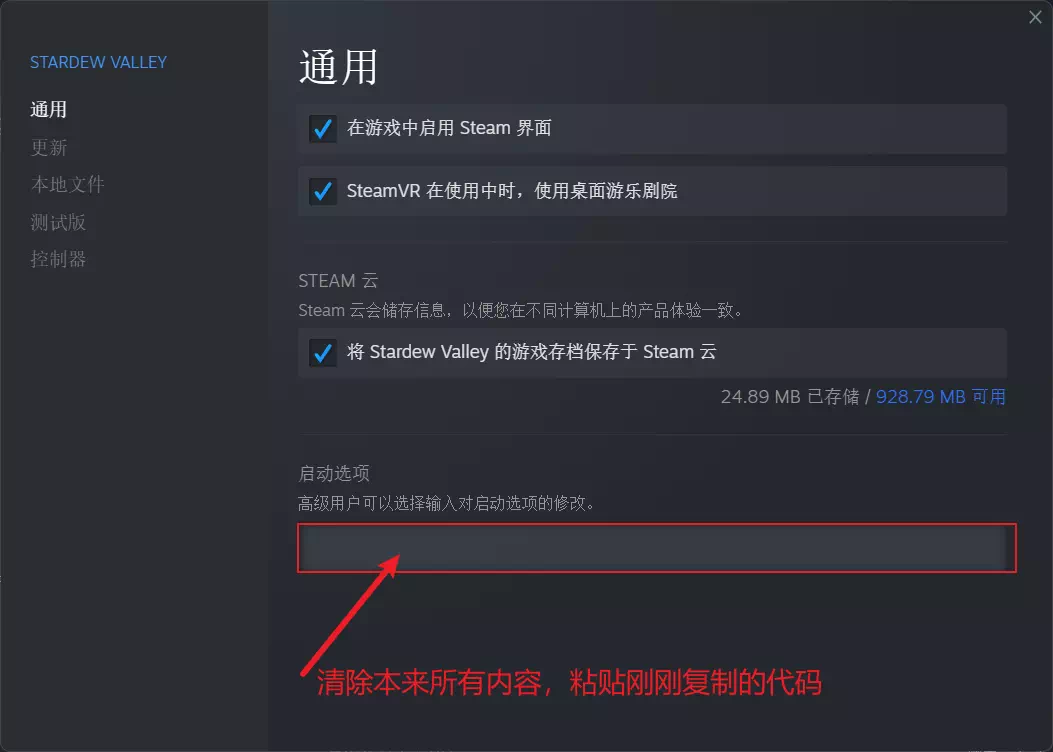 STARDEW VALLEY
通用
更新
本地文件
测试版
控制器
通用
在游戏中启用 Steam 界面
SteamVR 在使用中时，使用桌面游乐剧院
STEAM 云
Steam 云会储存信息，以便您在不同计算机上的产品体验一致。
将 Stardew Valley 的游戏存档保存于 Steam 云
24.89 MB 已存储 / 928.79 MB 可用
启动选项
高级用户可以选择输入对启动选项的修改。
清除本来所有内容，粘贴刚刚复制的代码